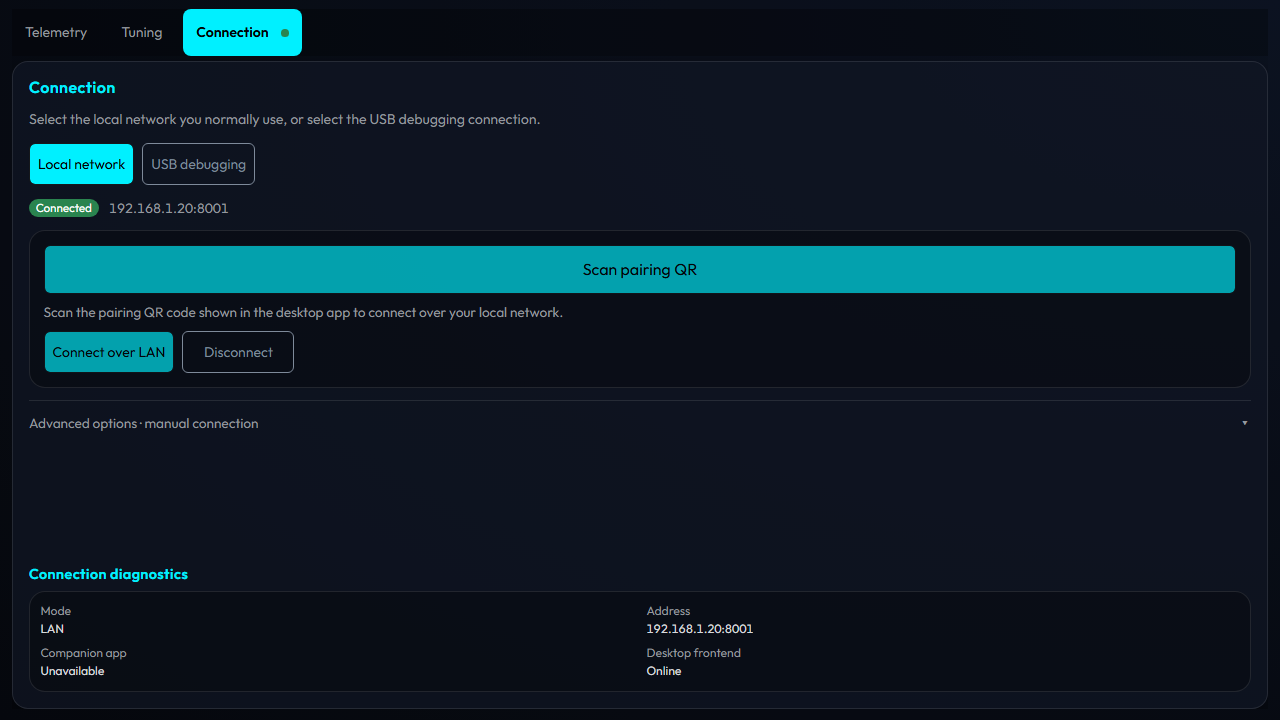 Telemetry
Tuning
Connection
Connection
Select the local network you normally use, or select the USB debugging connection.
Local network
USB debugging
Connected
192.168.1.20:8001
Scan pairing QR
Scan the pairing QR code shown in the desktop app to connect over your local network.
Connect over LAN
Disconnect
Advanced options · manual connection
Connection diagnostics
Mode
LAN
Address
192.168.1.20:8001
Companion app
Unavailable
Desktop frontend
Online